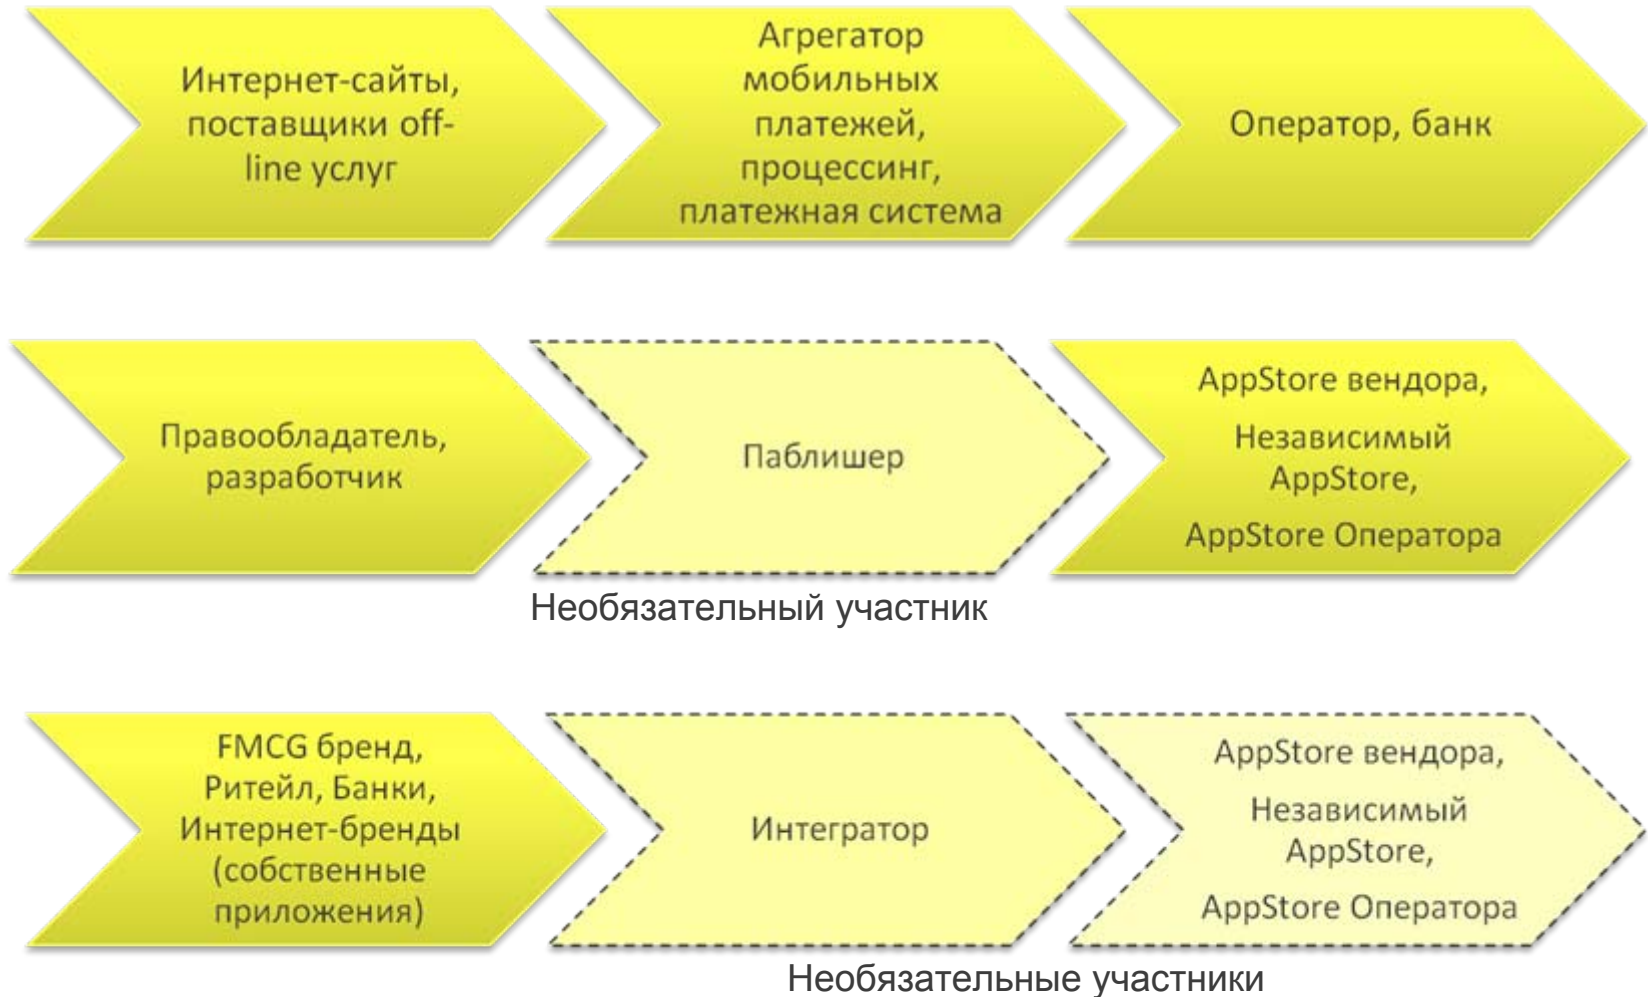 Интернет-сайты,
поставщики off-
line услуг
Агрегатор
мобильных
платежей,
процессинг,
платежная система
Оператор, банк
Правообладатель,
разработчик
Паблишер
AppStore вендора,
Независимый
AppStore,
AppStore Оператора
Необязательный участник
FMCG бренд,
Ритейл, Банки,
Интернет-бренды
(собственные
приложения)
Интегратор
AppStore вендора,
Независимый
AppStore,
AppStore Оператора
Необязательные участники